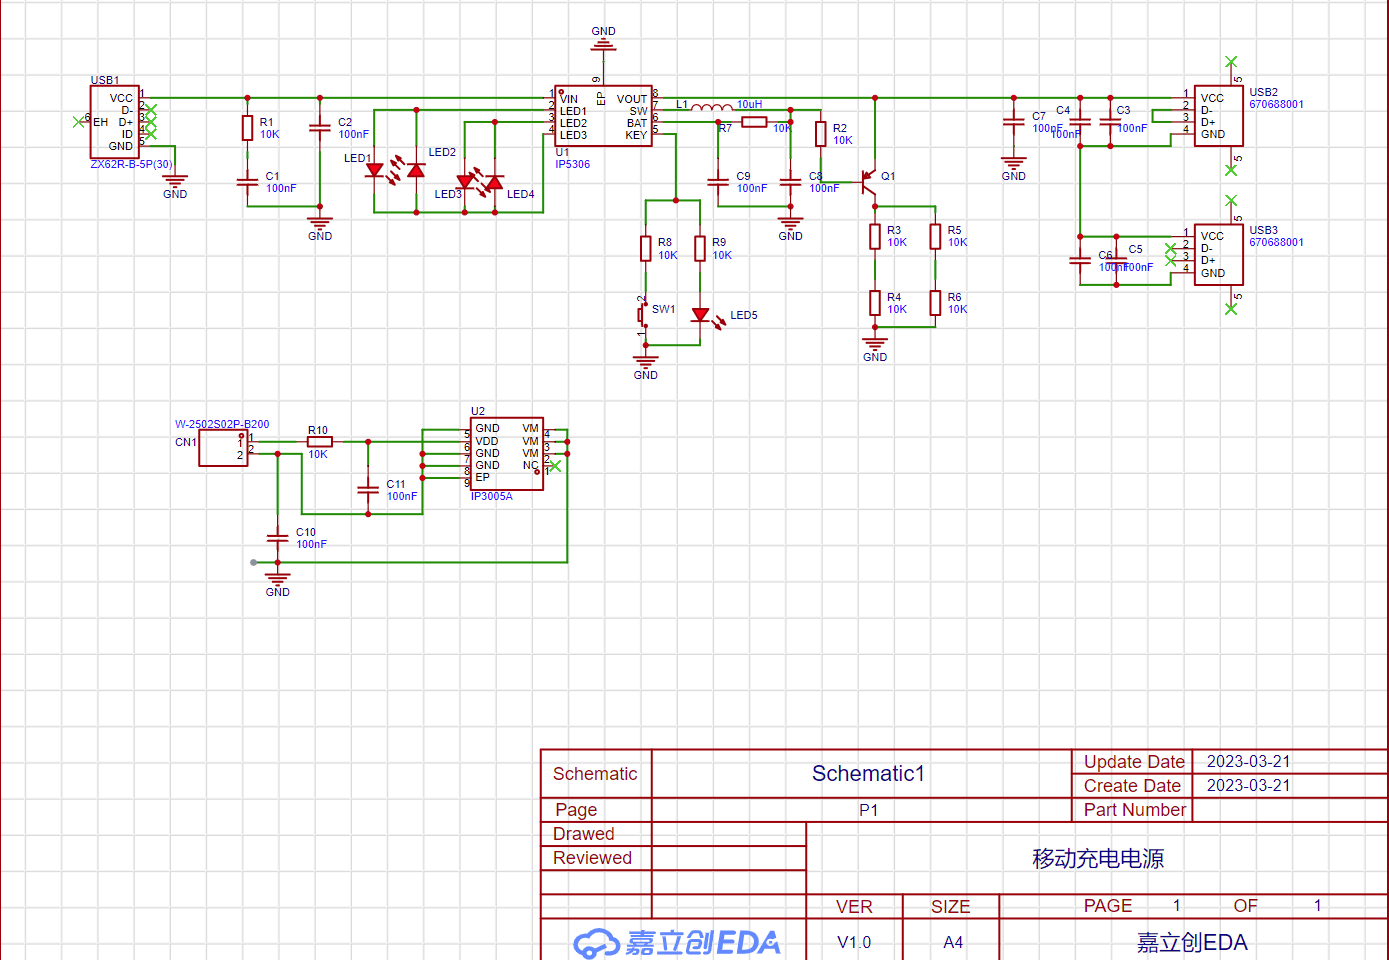 GND
USB1
VCC 1
D- 2
D+ 3
ID 4
GND 5
6 EH
ZX62R-B-5P(30)
GND
R1
10K
C1
100nF
C2
100nF
GND
LED1
LED2
LED3
LED4
9
EP
1 VIN
2 LED1
3 LED2
4 LED3
VOUT 8
SW 7
BAT 6
KEY 5
U1
IP5306
L1
10uH
R7
10K
R2
10K
C9
100nF
C8
100nF
GND
Q1
R8
10K
R9
10K
2
SW1
1
LED5
GND
R3
10K
R5
10K
R4
10K
R6
10K
GND
C7
100nF
GND
C4
100nF
C3
100nF
5
USB2
670688001
1 VCC
2 D-
3 D+
4 GND
5
5
USB3
670688001
1 VCC
2 D-
3 D+
4 GND
5
C6
100nF
C5
100nF
W-2502S02P-B200
CN1
1 1
2 2
R10
10K
C11
100nF
C10
100nF
GND
U2
5 GND
6 VDD
7 GND
8 GND
9 EP
VM 4
VM 3
VM 2
NC 1
IP3005A
Schematic
Schematic1
Update Date 2023-03-21
Create Date 2023-03-21
Page
P1
Part Number
Drawed
Reviewed
移动充电电源
VER
SIZE
PAGE 1 OF 1
嘉立创EDA
V1.0
A4
嘉立创EDA